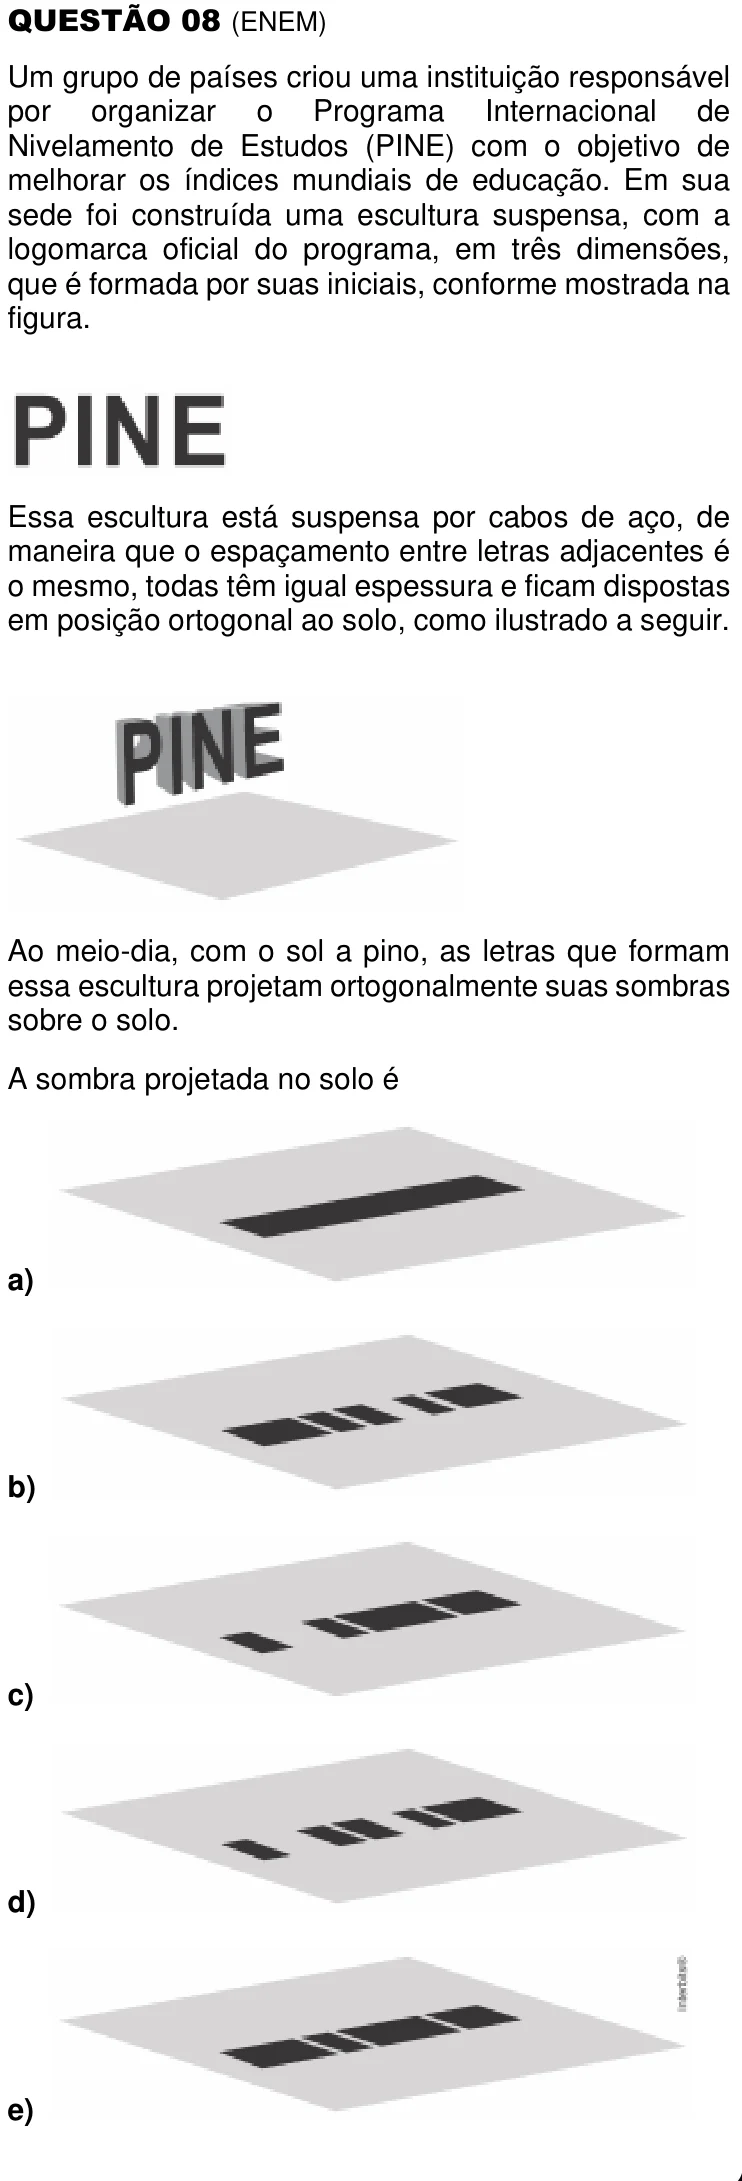 QUESTÃO 08 (ENEM)
Um grupo de países criou uma instituição responsável
por organizar o Programa Internacional de
Nivelamento de Estudos (PINE) com o objetivo de
melhorar os índices mundiais de educação. Em sua
sede foi construída uma escultura suspensa, com a
logomarca oficial do programa, em três dimensões,
que é formada por suas iniciais, conforme mostrada na
figura.
PINE
Essa escultura está suspensa por cabos de aço, de
maneira que o espaçamento entre letras adjacentes é
o mesmo, todas têm igual espessura e ficam dispostas
em posição ortogonal ao solo, como ilustrado a seguir.
PINE
Ao meio-dia, com o sol a pino, as letras que formam
essa escultura projetam ortogonalmente suas sombras
sobre o solo.
A sombra projetada no solo é
a)
b)
c)
d)
Interbits®
e)